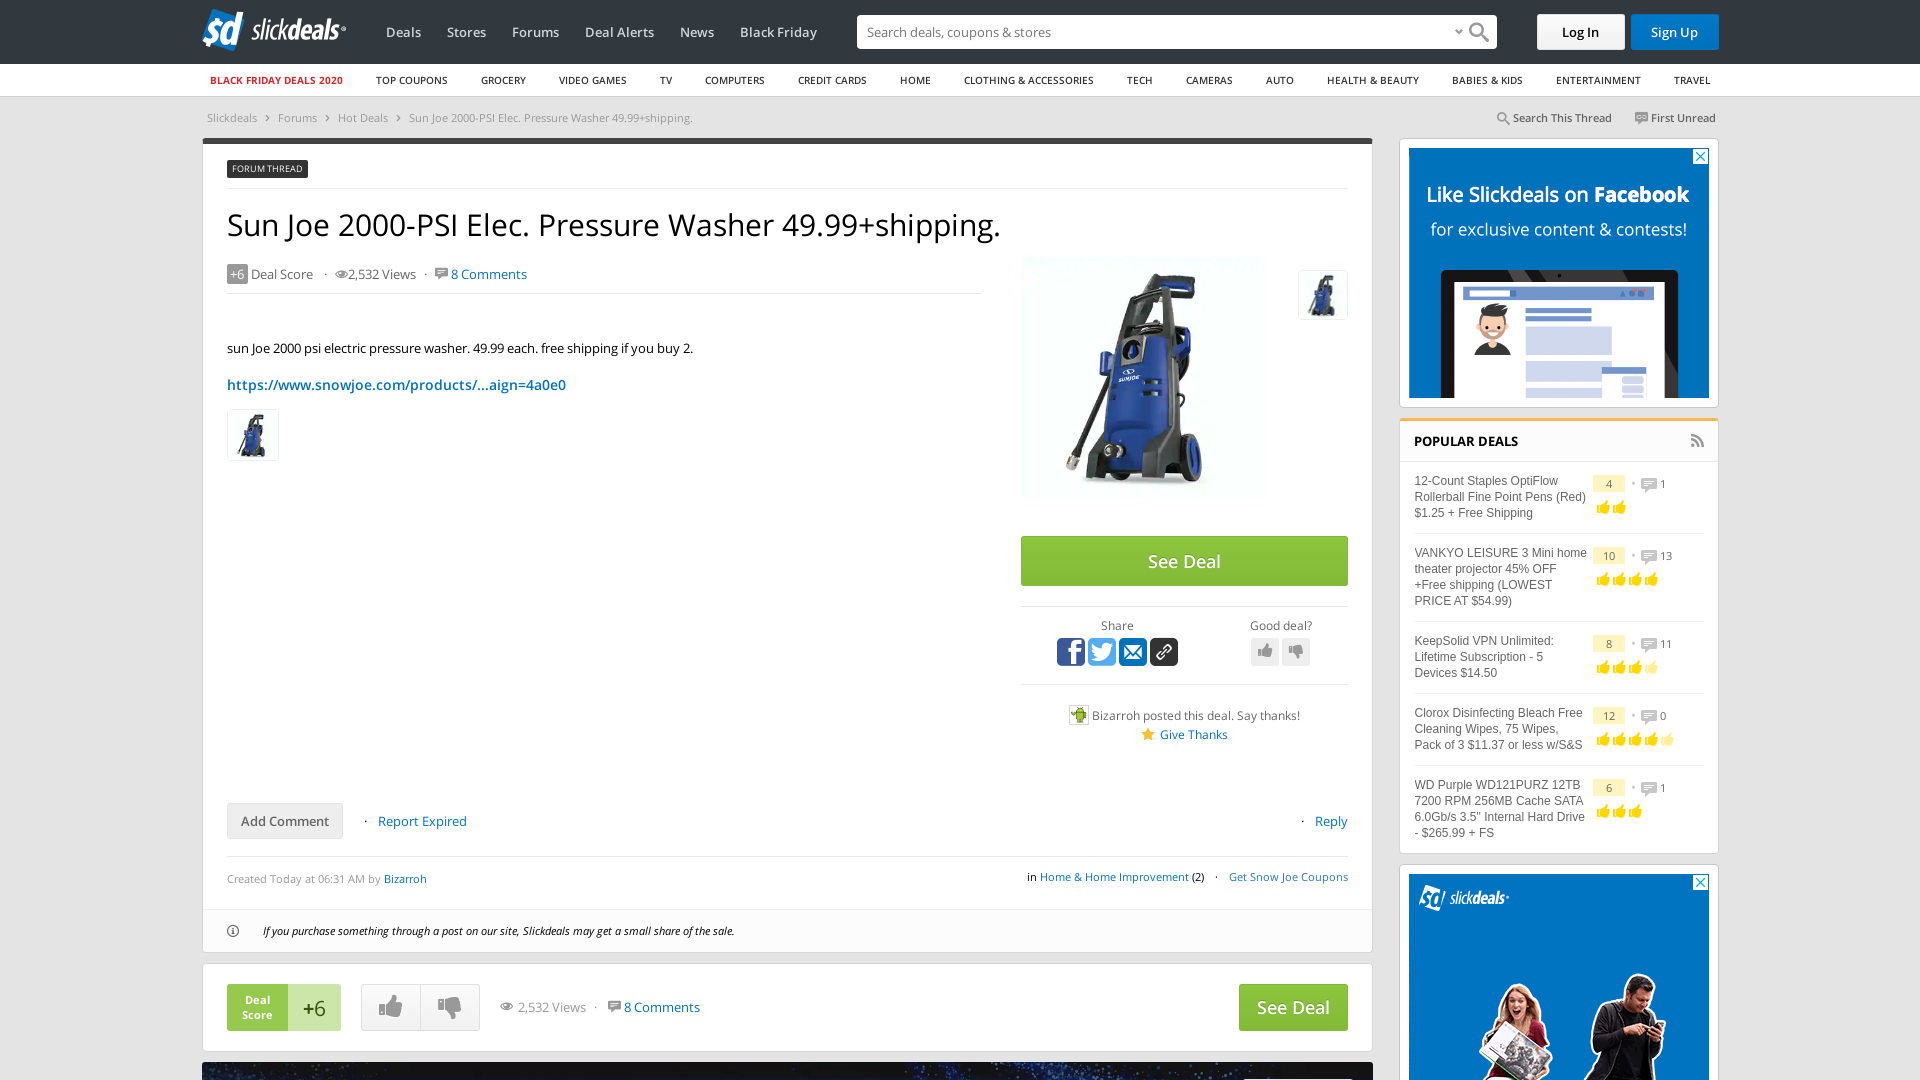 slickdeals
Deals
Stores
Forums
Deal Alerts
News
Black Friday
Search deals, coupons & stores
Log In
Sign Up
BLACK FRIDAY DEALS 2020
TOP COUPONS
GROCERY
VIDEO GAMES
TV
COMPUTERS
CREDIT CARDS
HOME
CLOTHING & ACCESSORIES
TECH
CAMERAS
AUTO
HEALTH & BEAUTY
BABIES & KIDS
ENTERTAINMENT
TRAVEL
Slickdeals › Forums › Hot Deals › Sun Joe 2000-PSI Elec. Pressure Washer 49.99+shipping.
Search This Thread
First Unread
FORUM THREAD
Sun Joe 2000-PSI Elec. Pressure Washer 49.99+shipping.
+6 Deal Score · 2,532 Views · 8 Comments
sun Joe 2000 psi electric pressure washer. 49.99 each. free shipping if you buy 2.
https://www.snowjoe.com/products/...aign=4a0e0
SUNJOE
See Deal
Share
Good deal?
Bizarroh posted this deal. Say thanks!
Give Thanks
Add Comment · Report Expired
· Reply
Created Today at 06:31 AM by Bizarroh
in Home & Home Improvement (2) · Get Snow Joe Coupons
If you purchase something through a post on our site, Slickdeals may get a small share of the sale.
Deal
Score
+6
2,532 Views · 8 Comments
See Deal
Like Slickdeals on Facebook
for exclusive content & contests!
POPULAR DEALS
12-Count Staples OptiFlow
Rollerball Fine Point Pens (Red)
$1.25 + Free Shipping
4 • 1
VANKYO LEISURE 3 Mini home
theater projector 45% OFF
+Free shipping (LOWEST
PRICE AT $54.99)
10 • 13
KeepSolid VPN Unlimited:
Lifetime Subscription - 5
Devices $14.50
8 • 11
Clorox Disinfecting Bleach Free
Cleaning Wipes, 75 Wipes,
Pack of 3 $11.37 or less w/S&S
12 • 0
WD Purple WD121PURZ 12TB
7200 RPM 256MB Cache SATA
6.0Gb/s 3.5" Internal Hard Drive
- $265.99 + FS
6 • 1
slickdeals